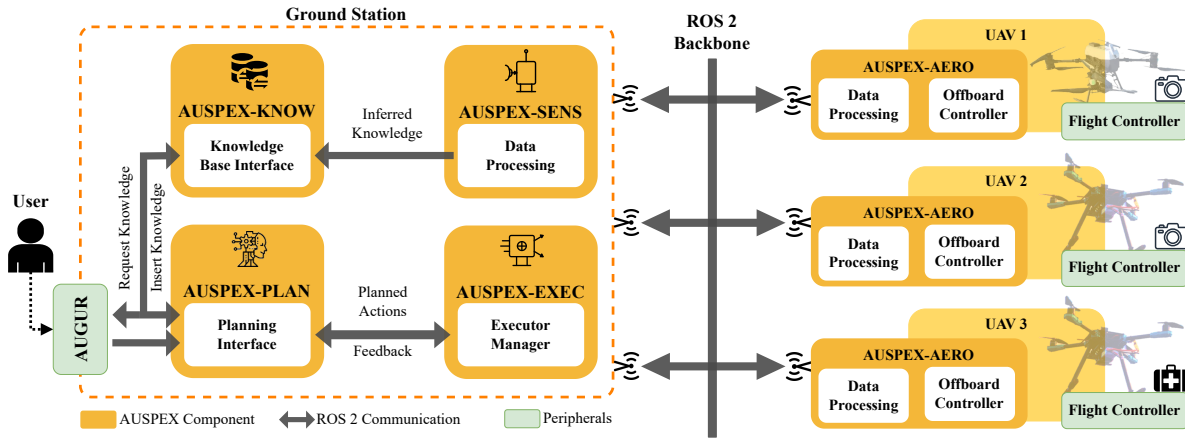 Ground Station
ROS 2
Backbone
AUSPEX-KNOW
Knowledge
Base Interface
Inferred
Knowledge
AUSPEX-SENS
Data
Processing
Request Knowledge
Insert Knowledge
User
AUGUR
AUSPEX-PLAN
Planning
Interface
Planned
Actions
Feedback
AUSPEX-EXEC
Executor
Manager
UAV 1
AUSPEX-AERO
Data
Processing
Offboard
Controller
Flight Controller
UAV 2
AUSPEX-AERO
Data
Processing
Offboard
Controller
Flight Controller
UAV 3
AUSPEX-AERO
Data
Processing
Offboard
Controller
Flight Controller
AUSPEX Component
ROS 2 Communication
Peripherals